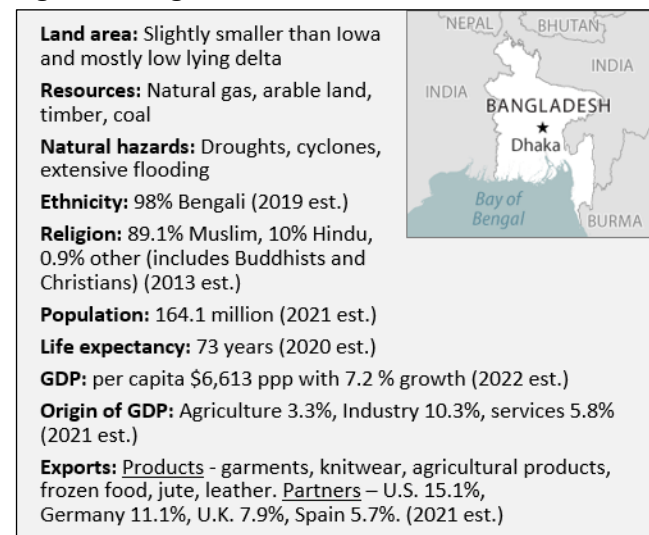 Land area: Slightly smaller than Iowa
and mostly low lying delta
Resources: Natural gas, arable land,
timber, coal
Natural hazards: Droughts, cyclones,
extensive flooding
Ethnicity: 98% Bengali (2019 est.)
Religion: 89.1% Muslim, 10% Hindu,
0.9% other (includes Buddhists and
Christians) (2013 est.)
Population: 164.1 million (2021 est.)
Life expectancy: 73 years (2020 est.)
GDP: per capita $6,613 ppp with 7.2 % growth (2022 est.)
Origin of GDP: Agriculture 3.3%, Industry 10.3%, services 5.8%
(2021 est.)
Exports: Products - garments, knitwear, agricultural products,
frozen food, jute, leather. Partners – U.S. 15.1%,
Germany 11.1%, U.K. 7.9%, Spain 5.7%. (2021 est.)
NEPAL
BHUTAN
INDIA
INDIA
BANGLADESH
Dhaka
Bay of
Bengal
BURMA